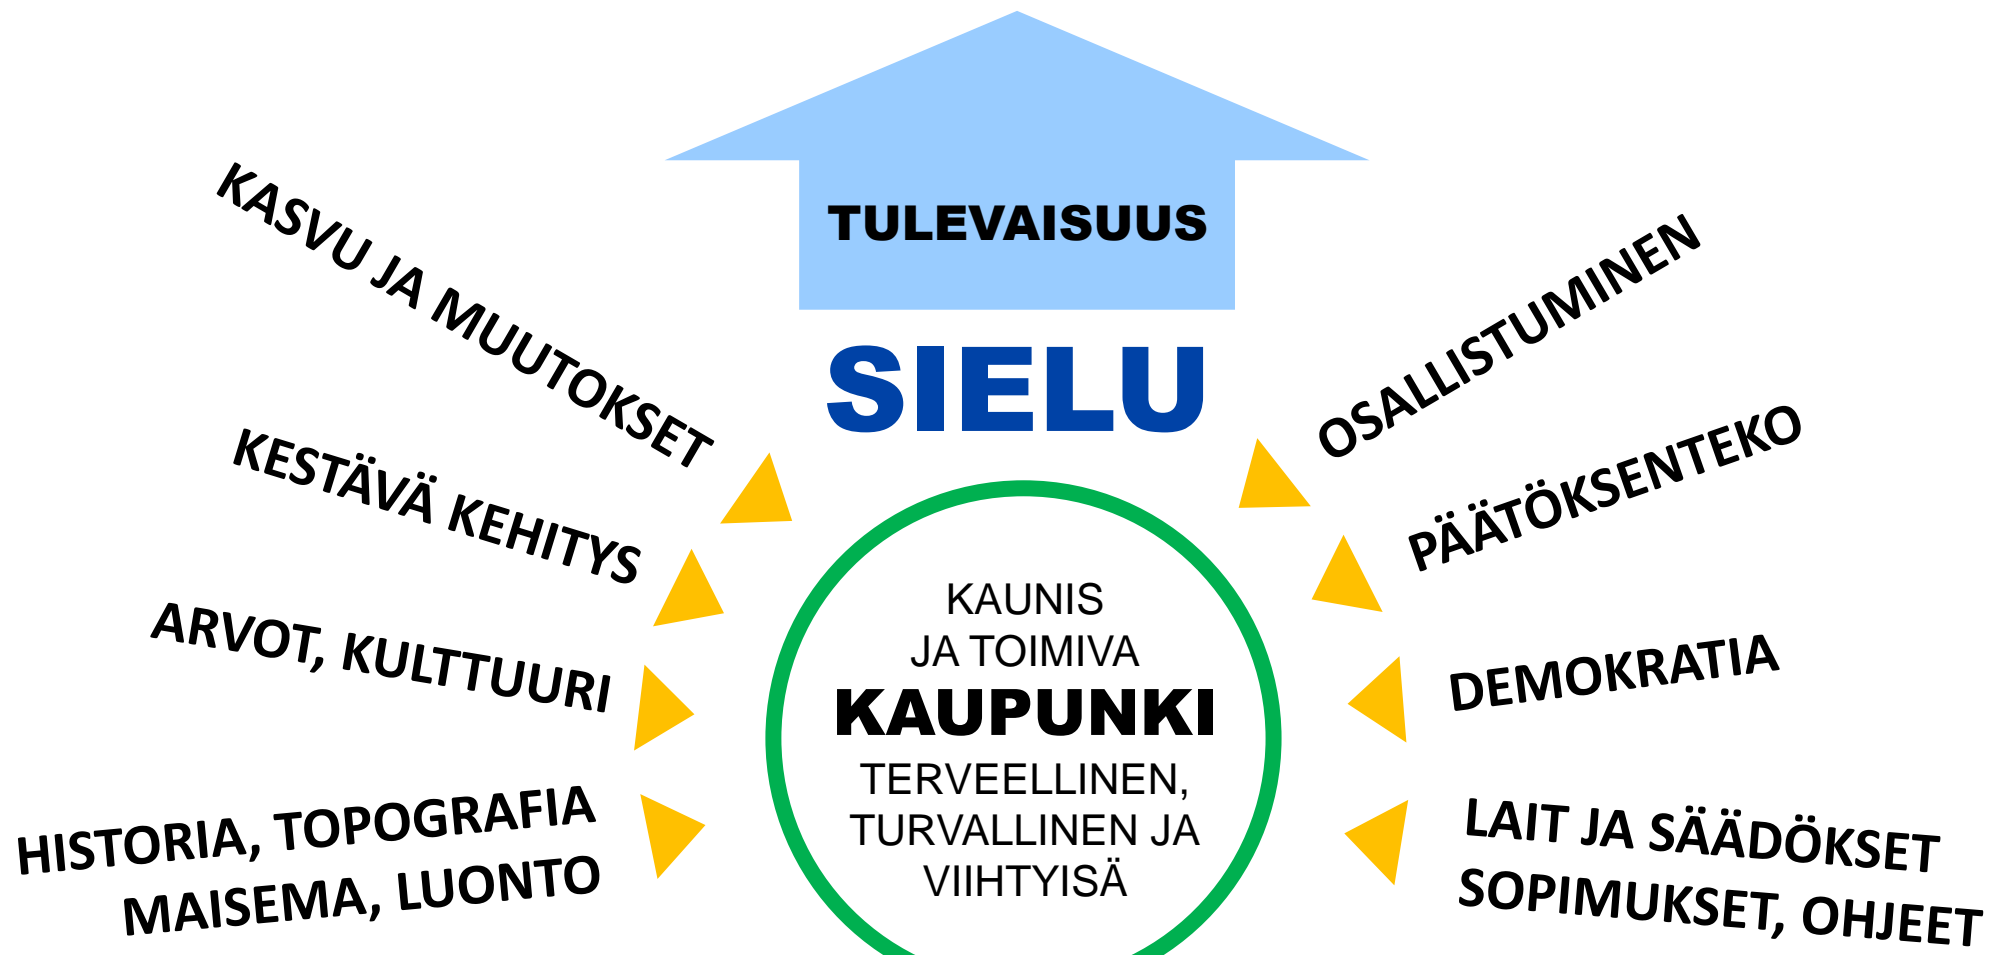 TULEVAISUUS
SIELU
KASVU JA MUUTOKSET
KESTÄVÄ KEHITYS
ARVOT, KULTTUURI
HISTORIA, TOPOGRAFIA
MAISEMA, LUONTO
KAUNIS
JA TOIMIVA
KAUPUNKI
TERVEELLINEN,
TURVALLINEN JA
VIIHTYISÄ
OSALLISTUMINEN
PÄÄTÖKSENTEKO
DEMOKRATIA
LAIT JA SÄÄDÖKSET
SOPIMUKSET, OHJEET